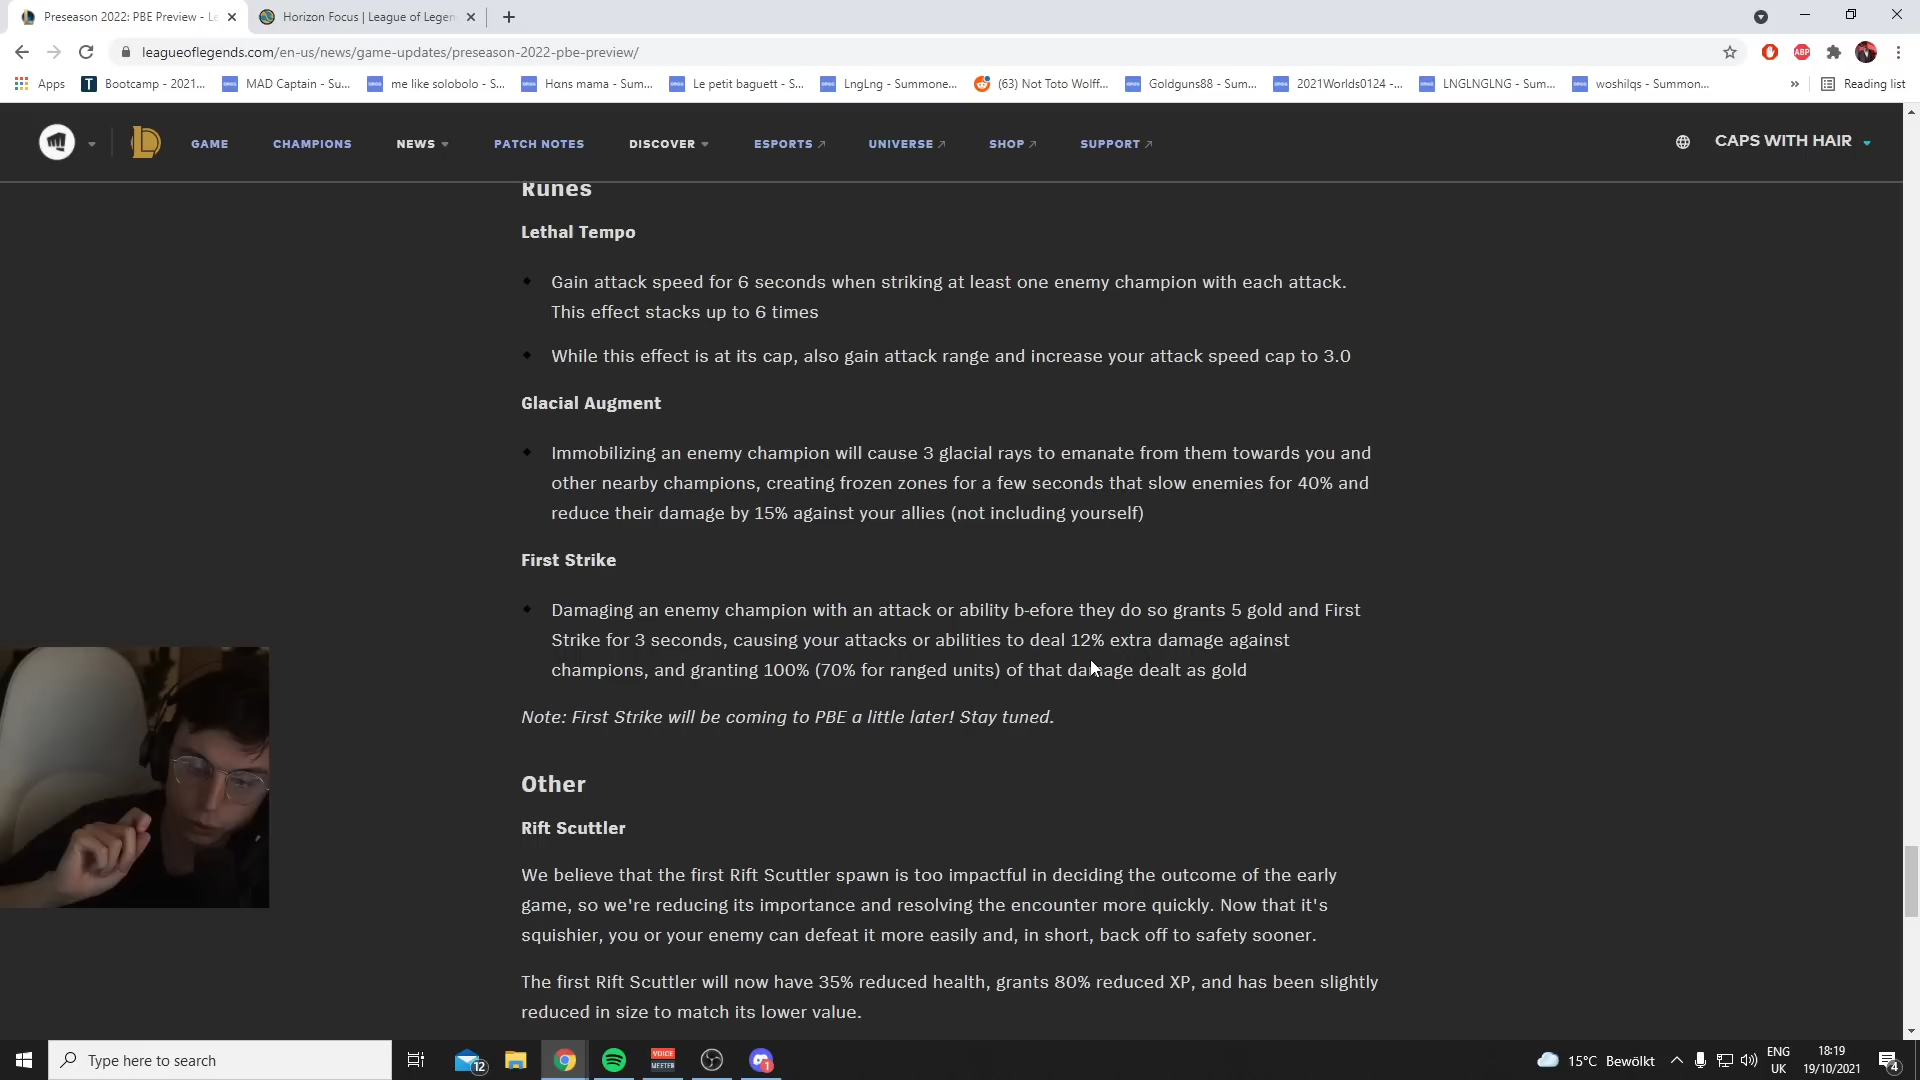 Preseason 2022: PBE Preview - Le
Horizon Focus | League of Legen
leagueoflegends.com/en-us/news/game-updates/preseason-2022-pbe-preview/
ABP
Apps
T Bootcamp - 2021...
OPGG MAD Captain - Su...
OPGG me like solobolo - S...
OPGG Hans mama - Sum...
OPGG Le petit baguett - S...
OPGG LngLng - Summone...
(63) Not Toto Wolff...
OPGG Goldguns88 - Sum...
OPGG 2021Worlds0124 -...
OPGG LNGLNGLNG - Sum...
OPGG woshilqs - Summon...
»
Reading list
GAME
CHAMPIONS
NEWS
PATCH NOTES
DISCOVER
ESPORTS
UNIVERSE
SHOP
SUPPORT
CAPS WITH HAIR
Runes
Lethal Tempo
Gain attack speed for 6 seconds when striking at least one enemy champion with each attack.
This effect stacks up to 6 times
While this effect is at its cap, also gain attack range and increase your attack speed cap to 3.0
Glacial Augment
Immobilizing an enemy champion will cause 3 glacial rays to emanate from them towards you and
other nearby champions, creating frozen zones for a few seconds that slow enemies for 40% and
reduce their damage by 15% against your allies (not including yourself)
First Strike
Damaging an enemy champion with an attack or ability b-efore they do so grants 5 gold and First
Strike for 3 seconds, causing your attacks or abilities to deal 12% extra damage against
champions, and granting 100% (70% for ranged units) of that damage dealt as gold
Note: First Strike will be coming to PBE a little later! Stay tuned.
Other
Rift Scuttler
We believe that the first Rift Scuttler spawn is too impactful in deciding the outcome of the early
game, so we're reducing its importance and resolving the encounter more quickly. Now that it's
squishier, you or your enemy can defeat it more easily and, in short, back off to safety sooner.
The first Rift Scuttler will now have 35% reduced health, grants 80% reduced XP, and has been slightly
reduced in size to match its lower value.
Type here to search
12
VOICE
MEETER
1
15°C Bewölkt
ENG
UK
18:19
19/10/2021
4